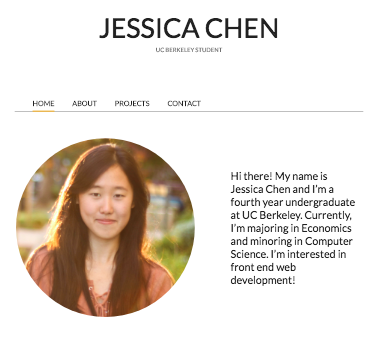 JESSICA CHEN
UC BERKELEY STUDENT
HOME ABOUT PROJECTS CONTACT
Hi there! My name is
Jessica Chen and I'm a
fourth year undergraduate
at UC Berkeley. Currently,
I'm majoring in Economics
and minoring in Computer
Science. I'm interested in
front end web
development!